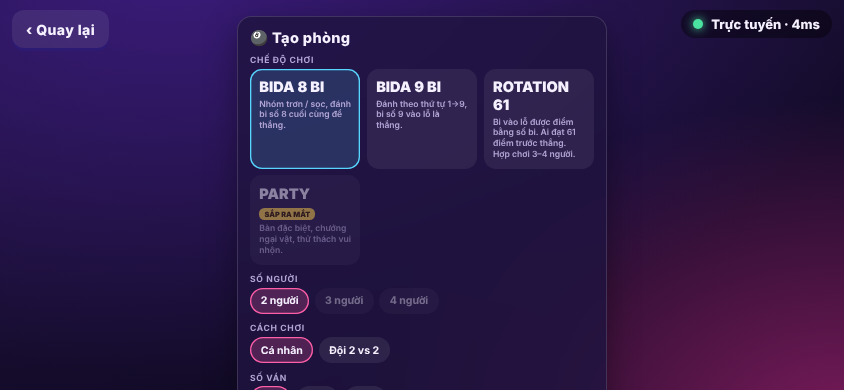 ‹ Quay lại
Trực tuyến · 4ms
Tạo phòng
CHẾ ĐỘ CHƠI
BIDA 8 BI
Nhóm trơn / sọc, đánh
bi số 8 cuối cùng để
thắng.
BIDA 9 BI
Đánh theo thứ tự 1→9,
bi số 9 vào lỗ là
thắng.
ROTATION
61
Bi vào lỗ được điểm
bằng số bi. Ai đạt 61
điểm trước thắng.
Hợp chơi 3–4 người.
PARTY
SẮP RA MẮT
Bàn đặc biệt, chướng
ngại vật, thử thách vui
nhộn.
SỐ NGƯỜI
2 người
3 người
4 người
CÁCH CHƠI
Cá nhân
Đội 2 vs 2
SỐ VÁN